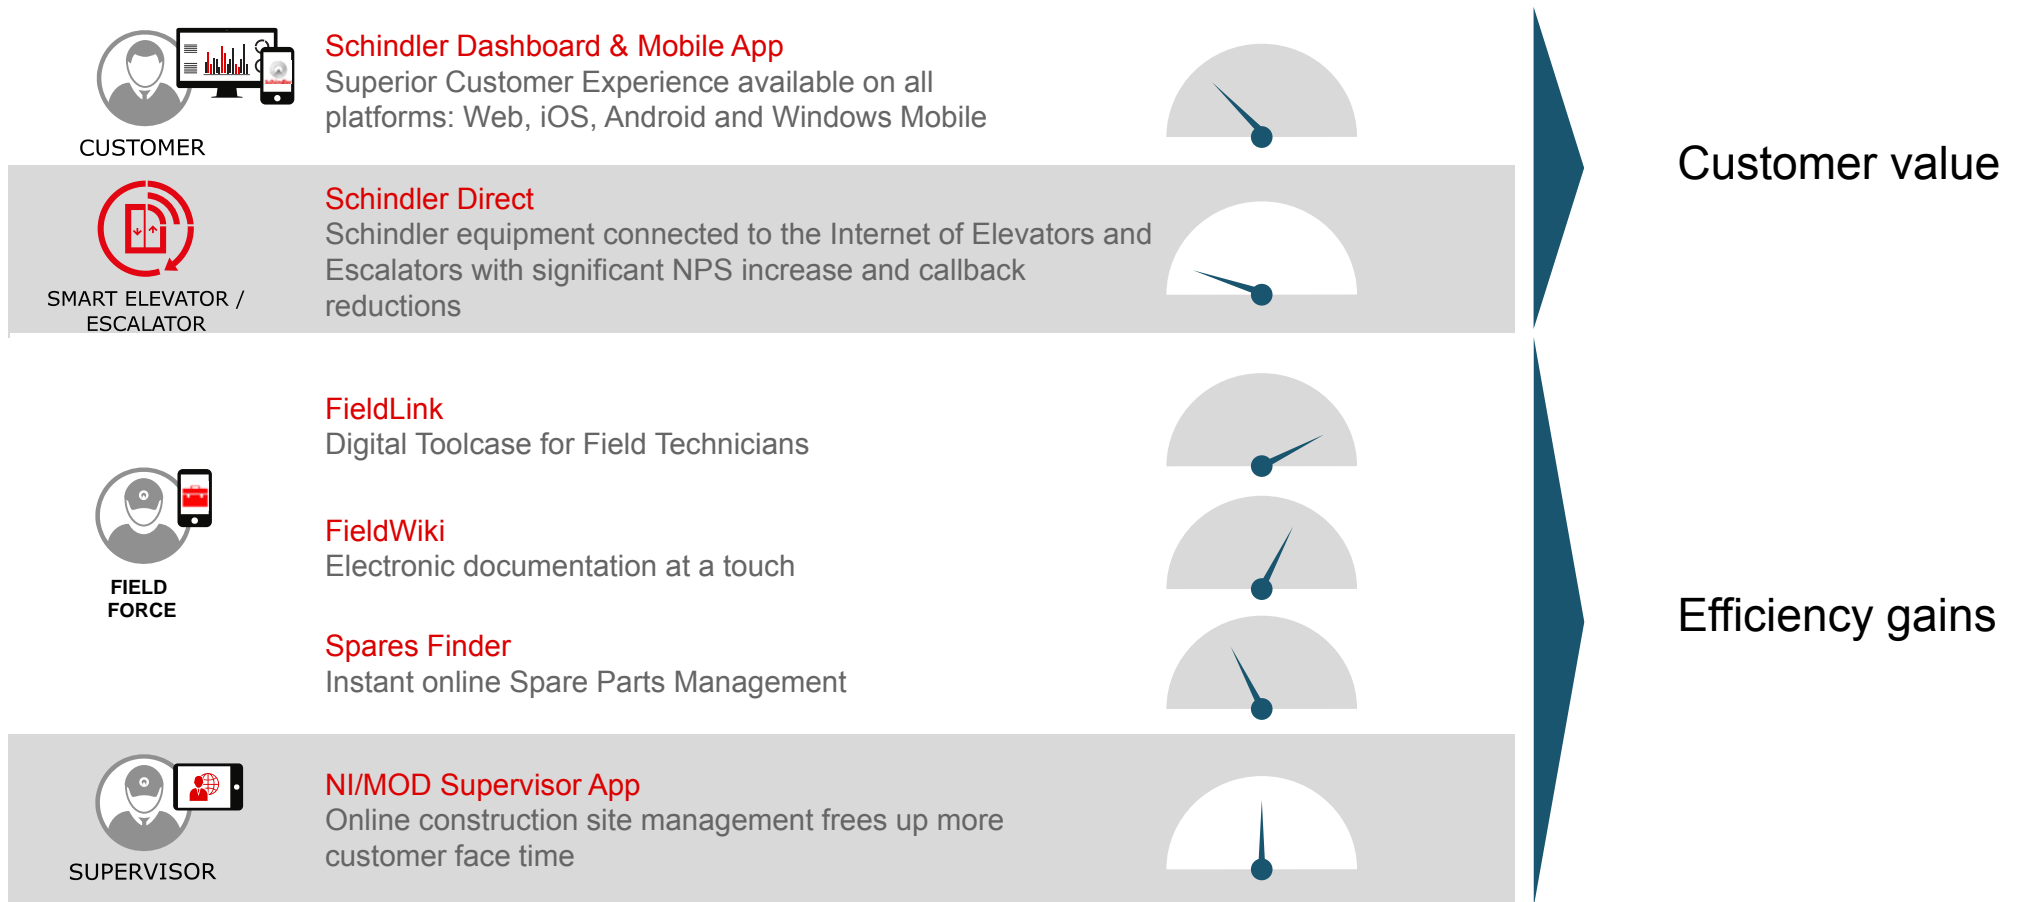 CUSTOMER
Schindler Dashboard & Mobile App
Superior Customer Experience available on all
platforms: Web, iOS, Android and Windows Mobile
SMART ELEVATOR /
ESCALATOR
Schindler Direct
Schindler equipment connected to the Internet of Elevators and
Escalators with significant NPS increase and callback
reductions
Customer value
FIELD
FORCE
FieldLink
Digital Toolcase for Field Technicians
FieldWiki
Electronic documentation at a touch
Spares Finder
Instant online Spare Parts Management
SUPERVISOR
NI/MOD Supervisor App
Online construction site management frees up more
customer face time
Efficiency gains